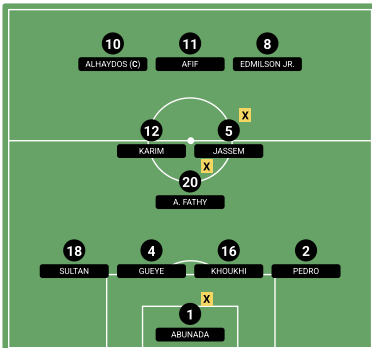 10 11 8
ALHAYDOS (C) AFIF EDMILSON JR.
X
12 5
KARIM JASSEM
X
20
A. FATHY
18 4 16 2
SULTAN GUEYE KHOUKHI PEDRO
X
1
ABUNADA